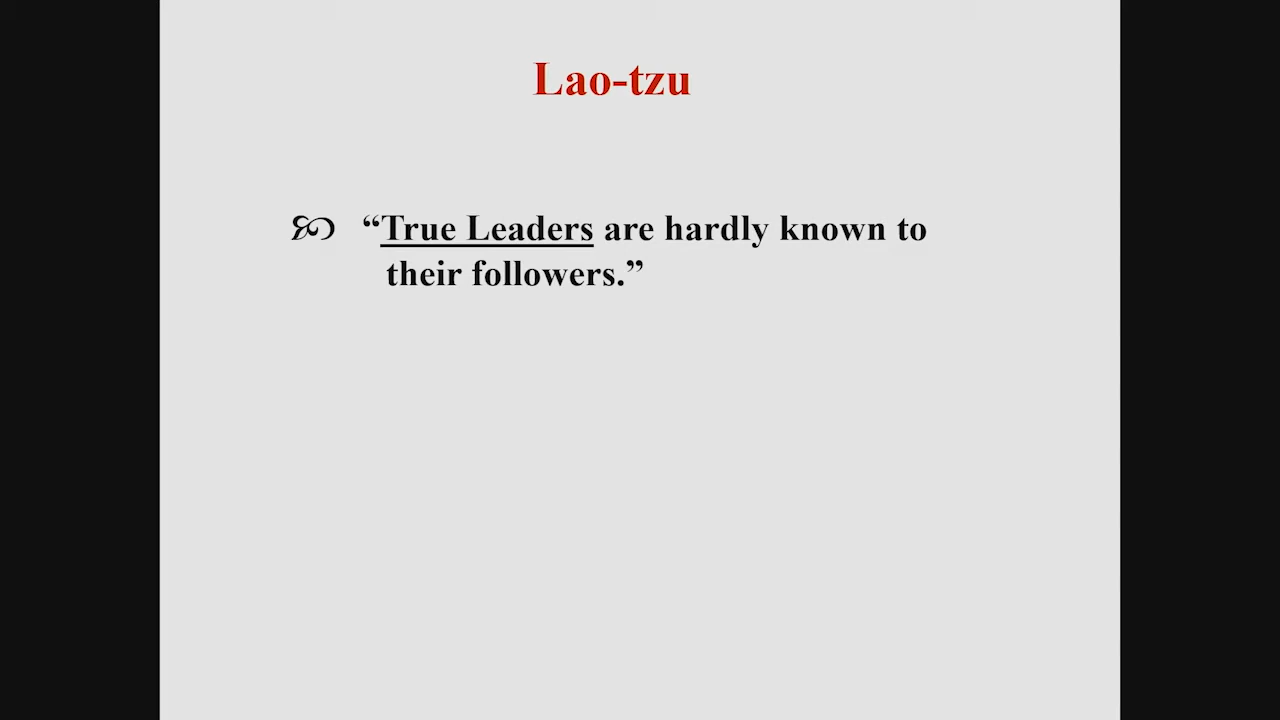 Lao-tzu
“True Leaders are hardly known to
their followers.”